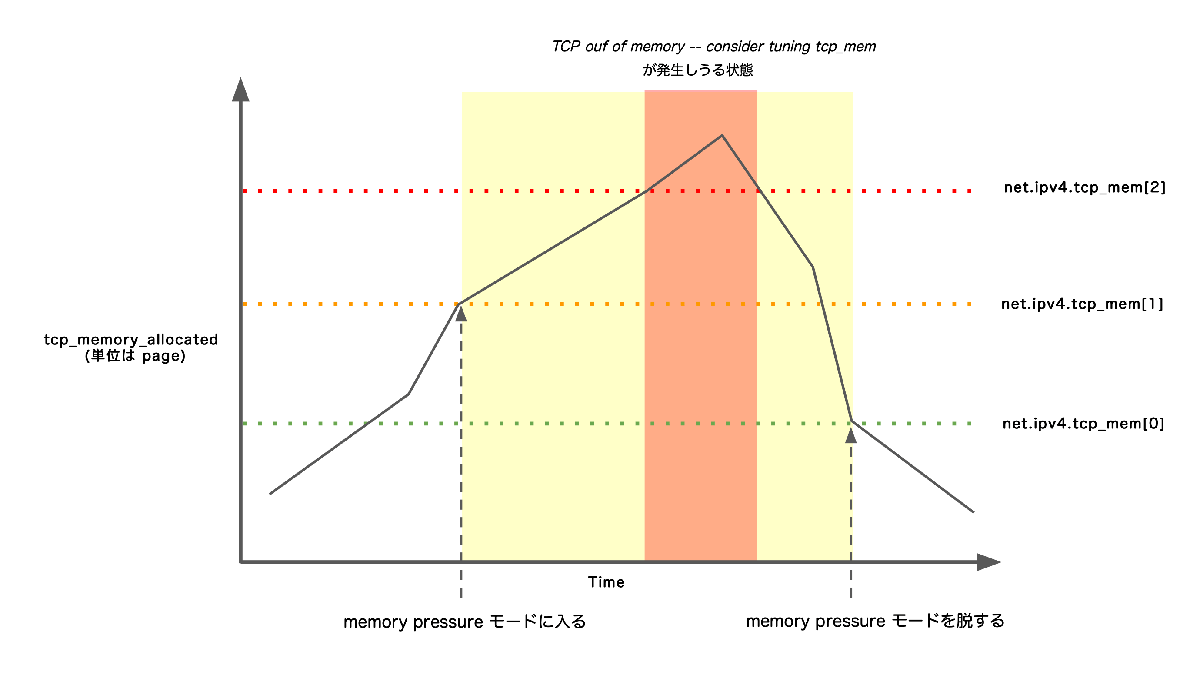 TCP ouf of memory -- consider tuning tcp mem
が発生しうる状態
net.ipv4.tcp_mem[2]
net.ipv4.tcp_mem[1]
tcp_memory_allocated
(単位は page)
net.ipv4.tcp_mem[0]
Time
memory pressure モードに入る
memory pressure モードを脱する